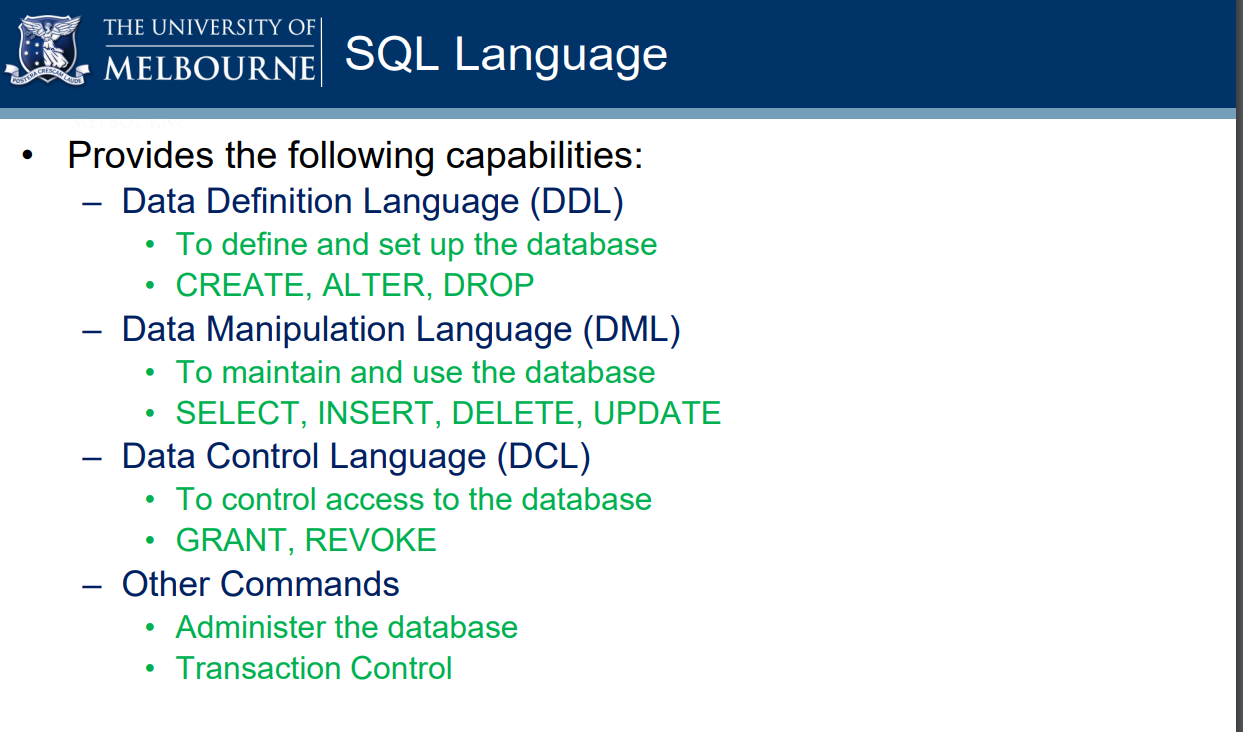 THE UNIVERSITY OF
MELBOURNE
POSTERA CRESCAM LAUDE
SQL Language
• Provides the following capabilities:
– Data Definition Language (DDL)
• To define and set up the database
• CREATE, ALTER, DROP
– Data Manipulation Language (DML)
• To maintain and use the database
• SELECT, INSERT, DELETE, UPDATE
– Data Control Language (DCL)
• To control access to the database
• GRANT, REVOKE
– Other Commands
• Administer the database
• Transaction Control